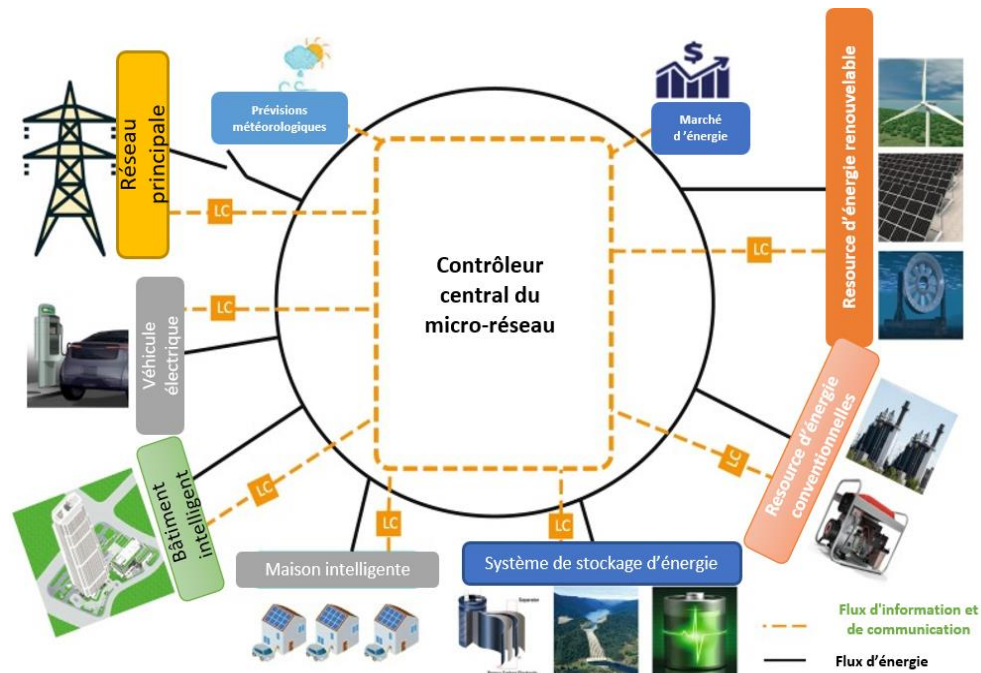 Prévisions
météorologiques
$
Marché
d'énergie
Réseau
principale
Resource d'énergie renouvelable
LC
LC
Contrôleur
central du
micro-réseau
LC
Véhicule
électrique
LC
Resource d'énergie
conventionnelles
LC
Bâtiment
intelligent
LC
LC
Maison intelligente
Système de stockage d'énergie
Separator
Flux d'information et
de communication
Flux d'énergie